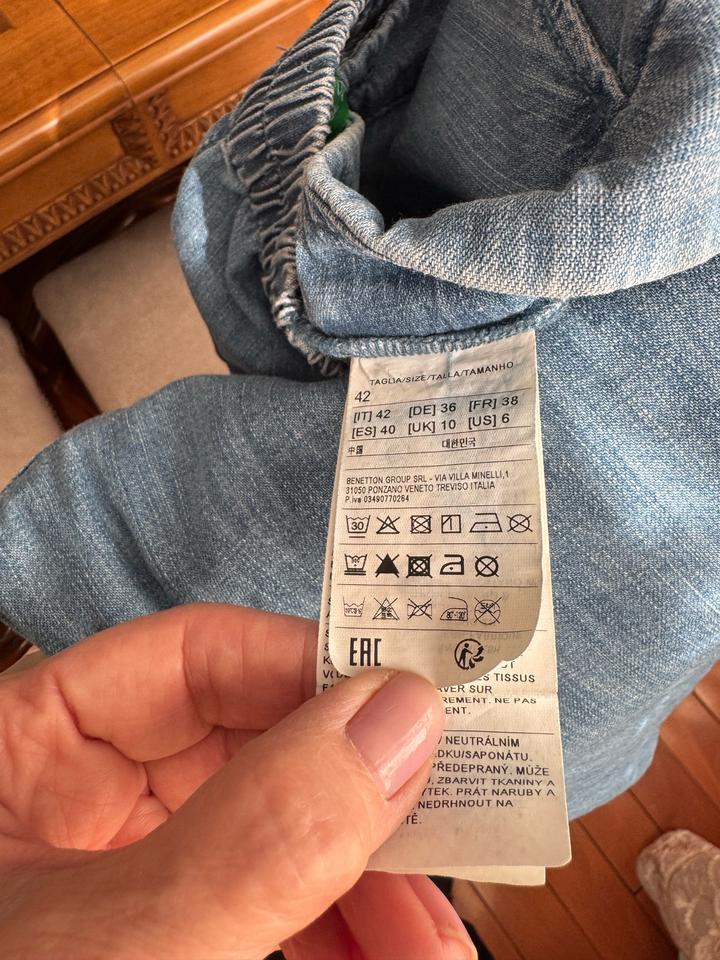 TAGLIA/SIZE/TALLA/TAMANHO
42
[IT] 42 [DE] 36 [FR] 38
[ES] 40 [UK] 10 [US] 6
中国 대한민국
BENETTON GROUP SRL - VIA VILLA MINELLI,1
31050 PONZANO VENETO TREVISO ITALIA
P.iva 03490770264
30
EAC
ES TISSUS
AVER SUR
REMENT. NE PAS
ENT.
/ NEUTRÁLNÍM
DKU/SAPONÁTU.
PŘEDEPRANÝ. MŮŽE
, ZBARVIT TKANINY A
YTEK. PRÁT NARUBY A
NEDRHNOUT NA
TĚ.